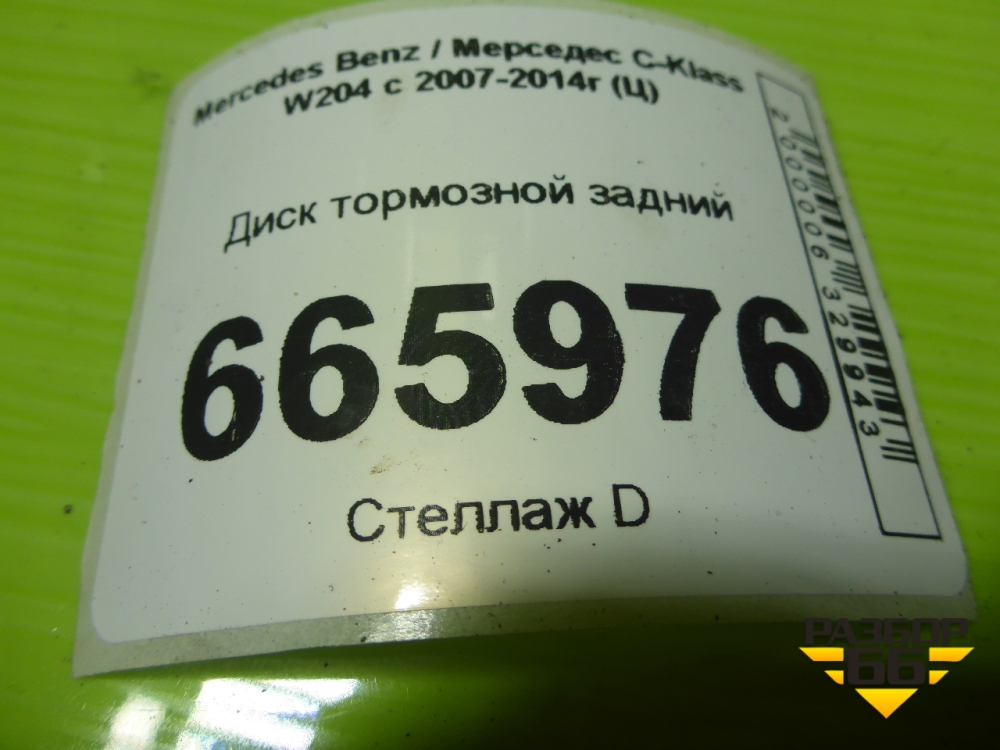 Mercedes Benz / Мерседес C-Klass
W204 с 2007-2014г (Ц)
Диск тормозной задний
665976
Стеллаж D
2000006329943
РАЗБОР
66